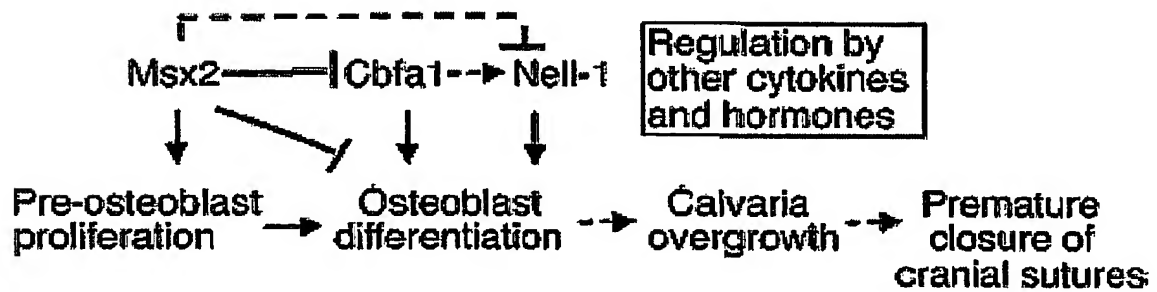 Msx2 Cbfa1 Nell-1
Regulation by
other cytokines
and hormones
Pre-osteoblast
proliferation
Osteoblast
differentiation
Calvaria
overgrowth
Premature
closure of
cranial sutures